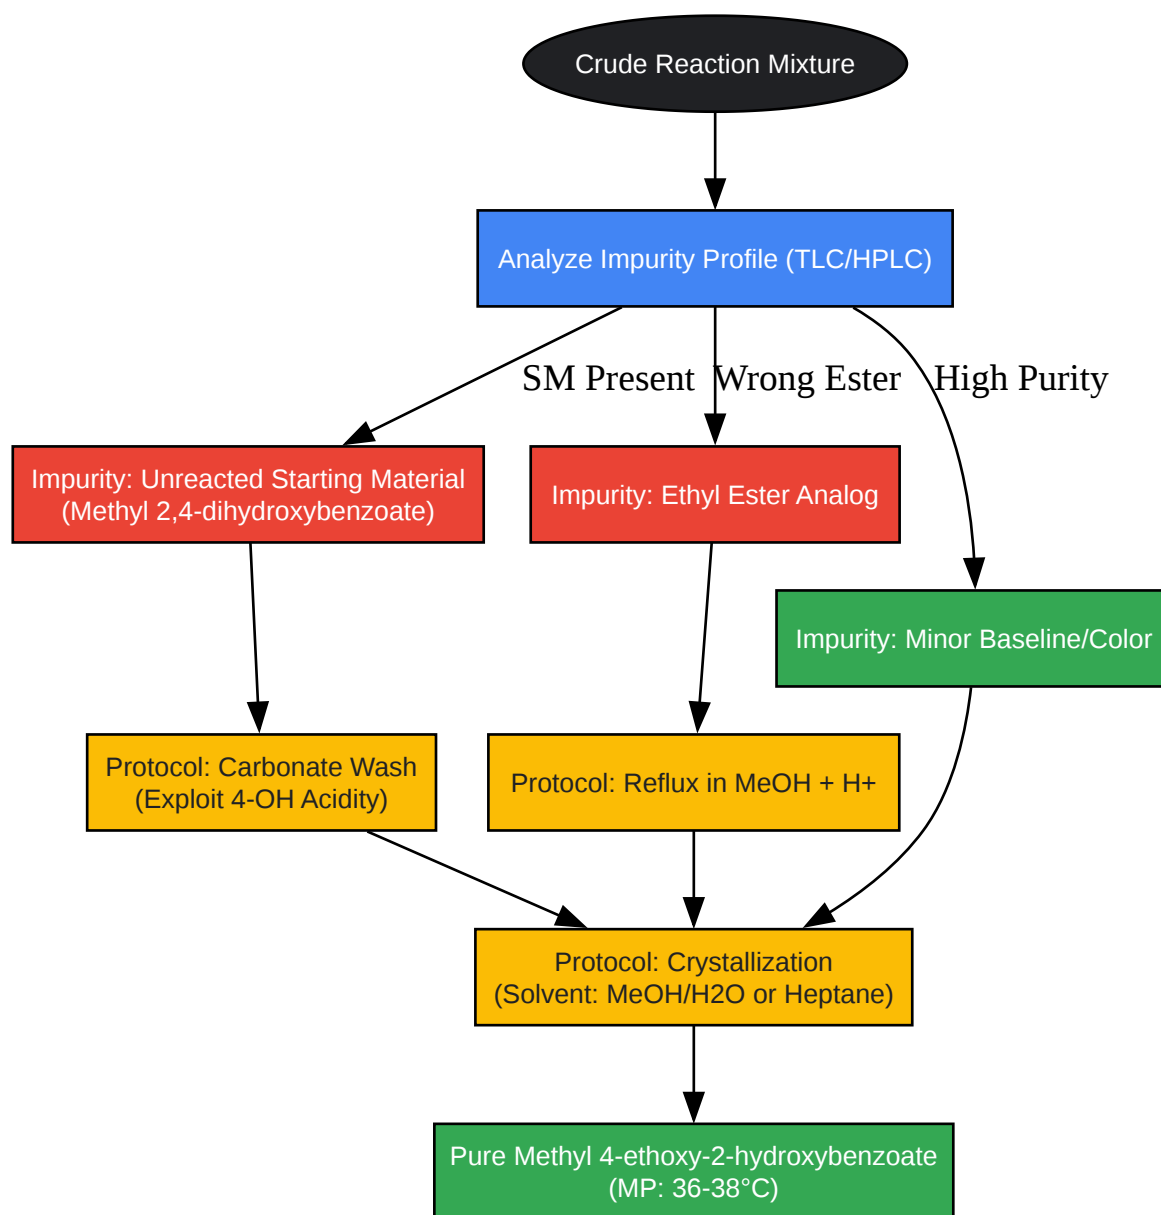 Crude Reaction Mixture
Analyze Impurity Profile (TLC/HPLC)
SM Present
Wrong Ester
High Purity
Impurity: Unreacted Starting Material
(Methyl 2,4-dihydroxybenzoate)
Impurity: Ethyl Ester Analog
Impurity: Minor Baseline/Color
Protocol: Carbonate Wash
(Exploit 4-OH Acidity)
Protocol: Reflux in MeOH + H+
Protocol: Crystallization
(Solvent: MeOH/H2O or Heptane)
Pure Methyl 4-ethoxy-2-hydroxybenzoate
(MP: 36-38°C)